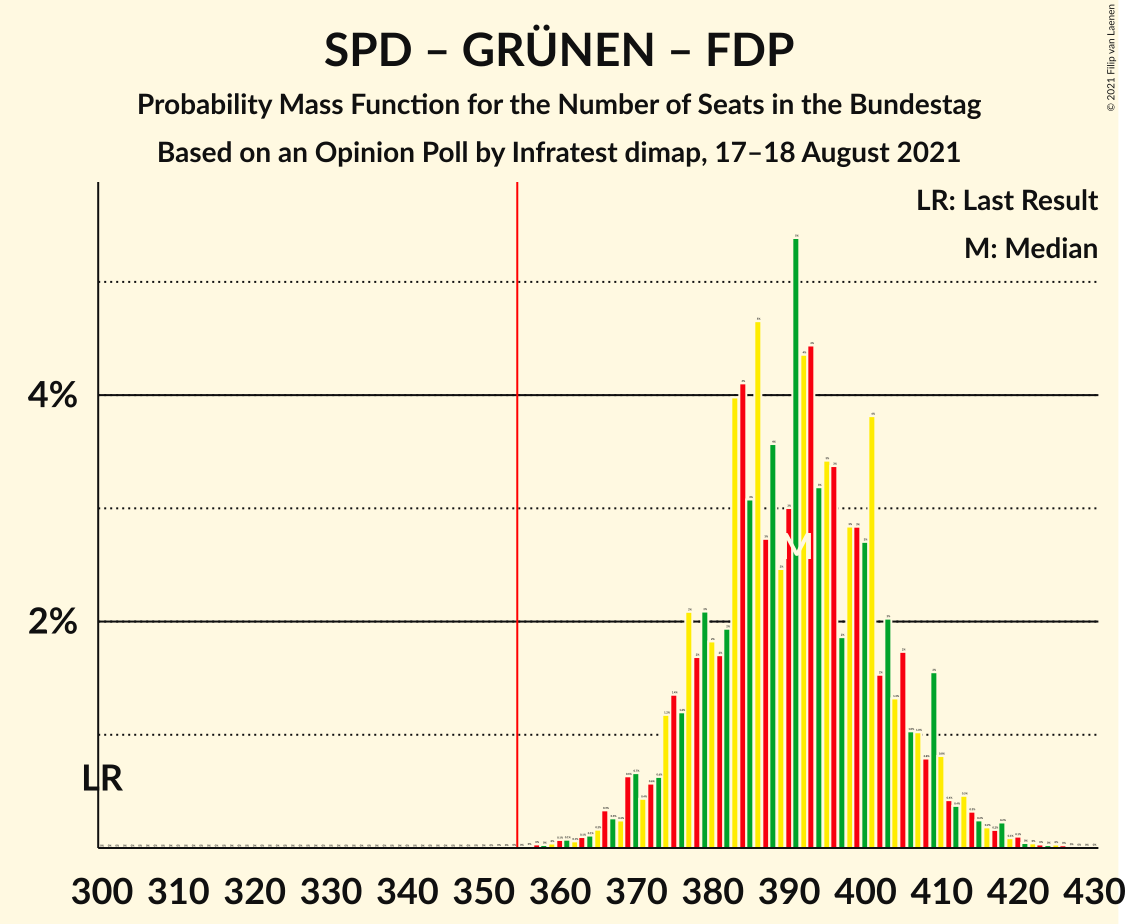 SPD – GRÜNEN – FDP
Probability Mass Function for the Number of Seats in the Bundestag
Based on an Opinion Poll by Infratest dimap, 17–18 August 2021
© 2021 Filip van Laenen
LR: Last Result
M: Median
4%
2%
M
LR
300 310 320 330 340 350 360 370 380 390 400 410 420 430